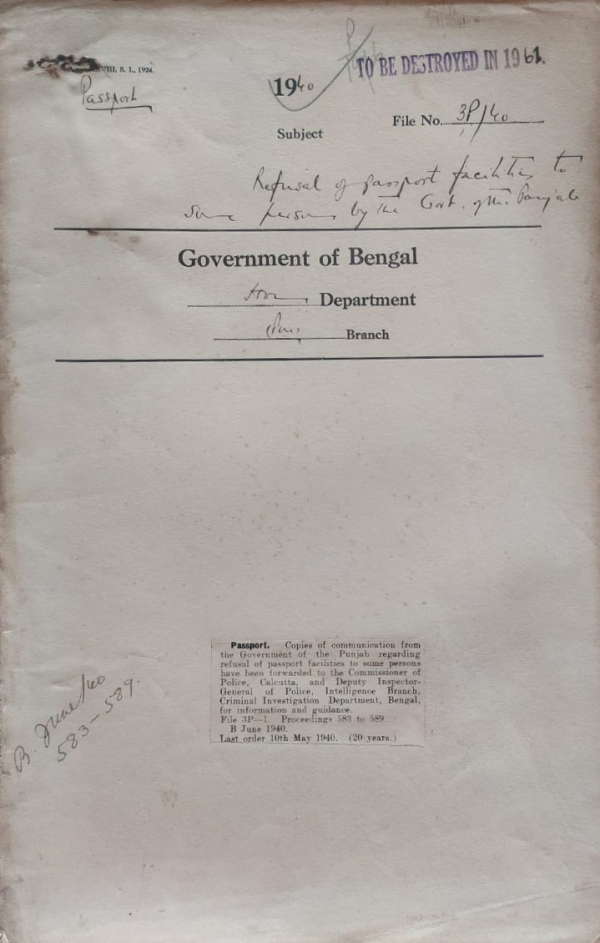 VIII, B. I., 1924.
Passport
1940
TO BE DESTROYED IN 1961.
File No. 3P/40
Subject
Refusal of passport facilities to
some persons by the Govt. of the Punjab
Government of Bengal
Home Department
Branch
Passport. Copies of communication from
the Government of the Punjab regarding
refusal of passport facilities to some persons
have been forwarded to the Commissioner of
Police, Calcutta, and Deputy Inspector-
General of Police, Intelligence Branch,
Criminal Investigation Department, Bengal,
for information and guidance.
File 3P—1. Proceedings 583 to 589.
B June 1940.
Last order 10th May 1940. (20 years.)
B. June/40
583–589.